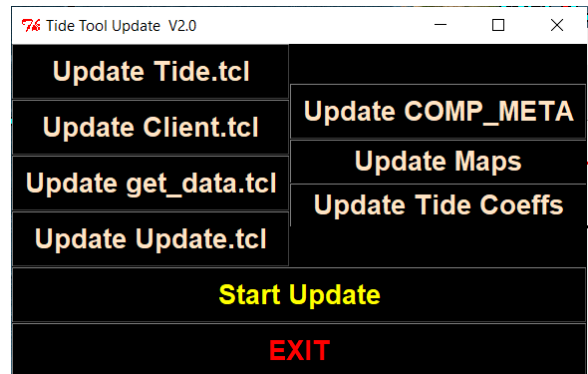 Tide Tool Update V2.0
Update Tide.tcl
Update Client.tcl
Update get_data.tcl
Update Update.tcl
Update COMP_META
Update Maps
Update Tide Coeffs
Start Update
EXIT